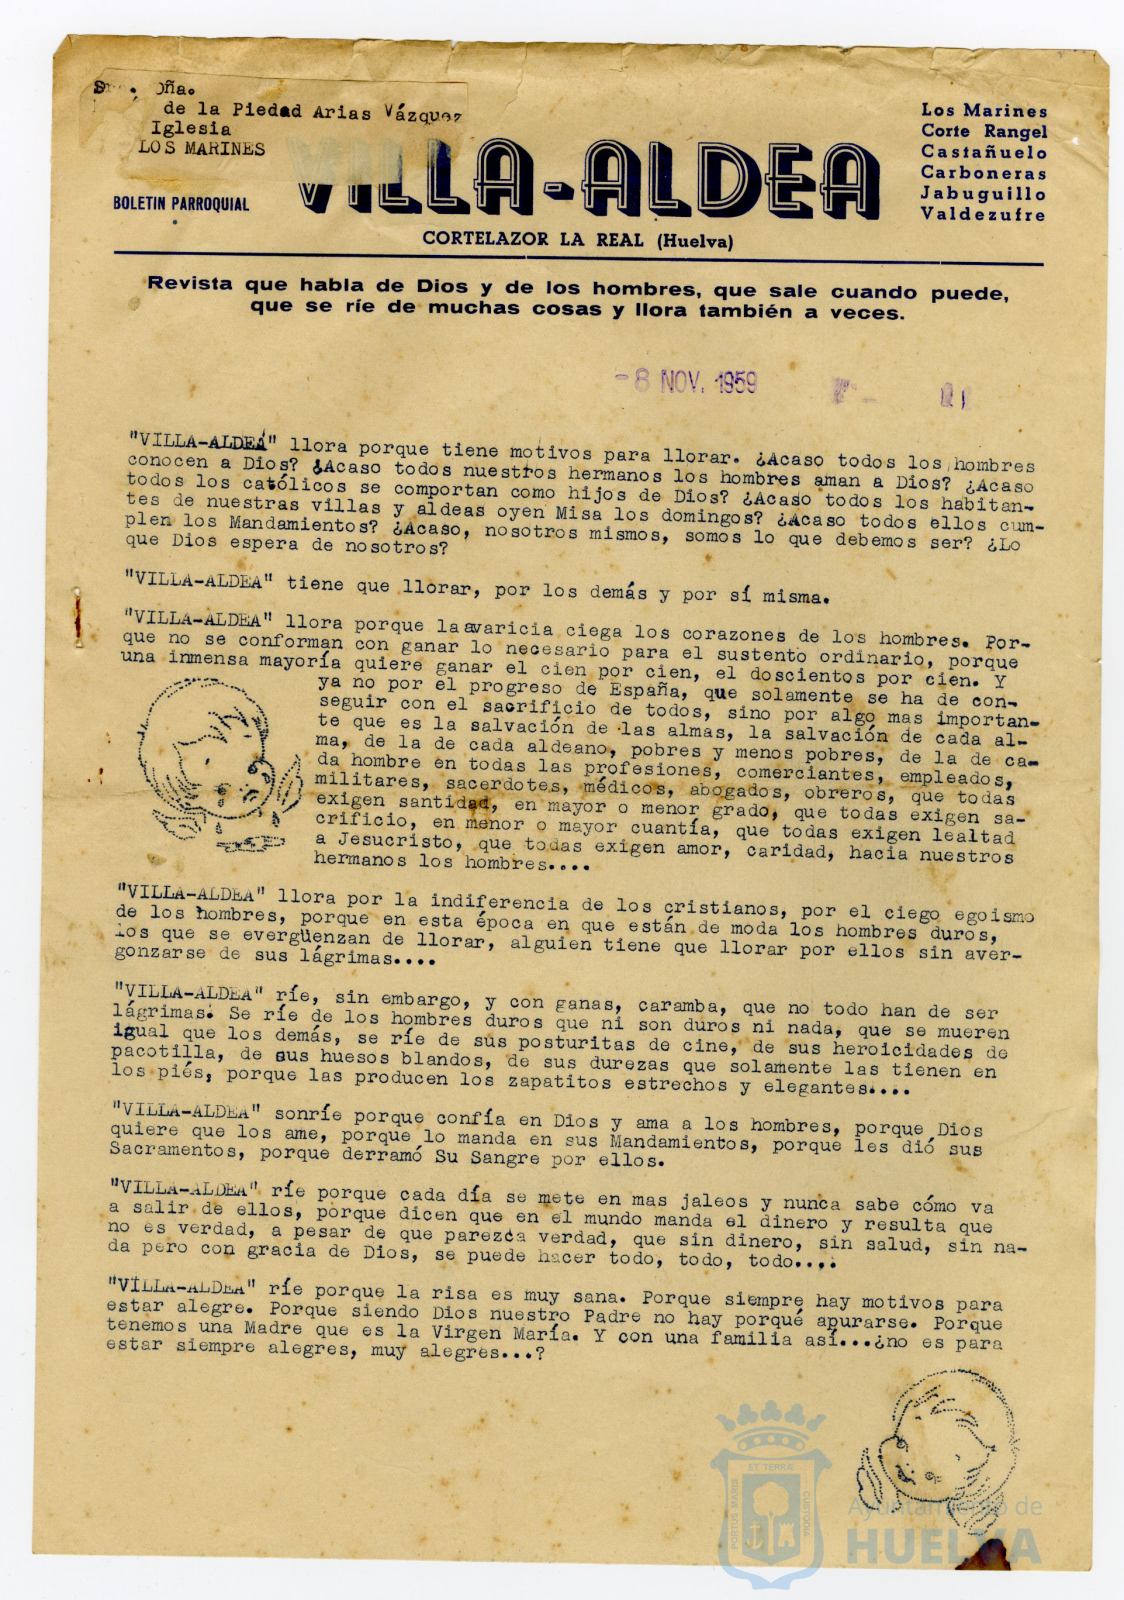 Oña.
de la Piedad Arias Vázquez
Iglesia
LOS MARINES
Los Marines
Corte Rangel
Castañuelo
Carboneras
Jabuguillo
Valdezufre
BOLETIN PARROQUIAL
VILLA-ALDEA
CORTELAZOR LA REAL (Huelva)
Revista que habla de Dios y de los hombres, que sale cuando puede,
que se ríe de muchas cosas y llora también a veces.
-8 NOV. 1959
"VILLA-ALDEA" llora porque tiene motivos para llorar. ¿Acaso todos los hombres
conocen a Dios? ¿Acaso todos nuestros hermanos los hombres aman a Dios? ¿Acaso
todos los católicos se comportan como hijos de Dios? ¿Acaso todos los habitan-
tes de nuestras villas y aldeas oyen Misa los domingos? ¿Acaso todos ellos cum-
plen los Mandamientos? ¿Acaso, nosotros mismos, somos lo que debemos ser? ¿Lo
que Dios espera de nosotros?
"VILLA-ALDEA" tiene que llorar, por los demás y por sí misma.
"VILLA-ALDEA" llora porque la avaricia ciega los corazones de los hombres. Por-
que no se conforman con ganar lo necesario para el sustento ordinario, porque
una inmensa mayoría quiere ganar el cien por cien, el doscientos por cien. Y
ya no por el progreso de España, que solamente se ha de con-
seguir con el sacrificio de todos, sino por algo mas importan-
te que es la salvación de las almas, la salvación de cada al-
ma, de la de cada aldeano, pobres y menos pobres, de la de ca-
da hombre en todas las profesiones, comerciantes, empleados,
militares, sacerdotes, médicos, abogados, obreros, que todas
exigen santidad, en mayor o menor grado, que todas exigen sa-
crificio, en menor o mayor cuantía, que todas exigen lealtad
a Jesucristo, que todas exigen amor, caridad, hacia nuestros
hermanos los hombres....
"VILLA-ALDEA" llora por la indiferencia de los cristianos, por el ciego egoismo
de los hombres, porque en esta época en que están de moda los hombres duros,
los que se evergüenzan de llorar, alguien tiene que llorar por ellos sin aver-
gonzarse de sus lágrimas....
"VILLA-ALDEA" ríe, sin embargo, y con ganas, caramba, que no todo han de ser
lágrimas. Se ríe de los hombres duros que ni son duros ni nada, que se mueren
igual que los demás, se ríe de sus posturitas de cine, de sus heroicidades de
pacotilla, de sus huesos blandos, de sus durezas que solamente las tienen en
los piés, porque las producen los zapatitos estrechos y elegantes....
"VILLA-ALDEA" sonríe porque confía en Dios y ama a los hombres, porque Dios
quiere que los ame, porque lo manda en sus Mandamientos, porque les dió sus
Sacramentos, porque derramó Su Sangre por ellos.
"VILLA-ALDEA" ríe porque cada día se mete en mas jaleos y nunca sabe cómo va
a salir de ellos, porque dicen que en el mundo manda el dinero y resulta que
no es verdad, a pesar de que parezca verdad, que sin dinero, sin salud, sin na-
da pero con gracia de Dios, se puede hacer todo, todo, todo....
"VILLA-ALDEA" ríe porque la risa es muy sana. Porque siempre hay motivos para
estar alegre. Porque siendo Dios nuestro Padre no hay porqué apurarse. Porque
tenemos una Madre que es la Virgen María. Y con una familia así...¿no es para
estar siempre alegres, muy alegres...?
ET TERRAE
PORTUS MARIS
CUSTODIA
Ayuntamiento de
HUELVA